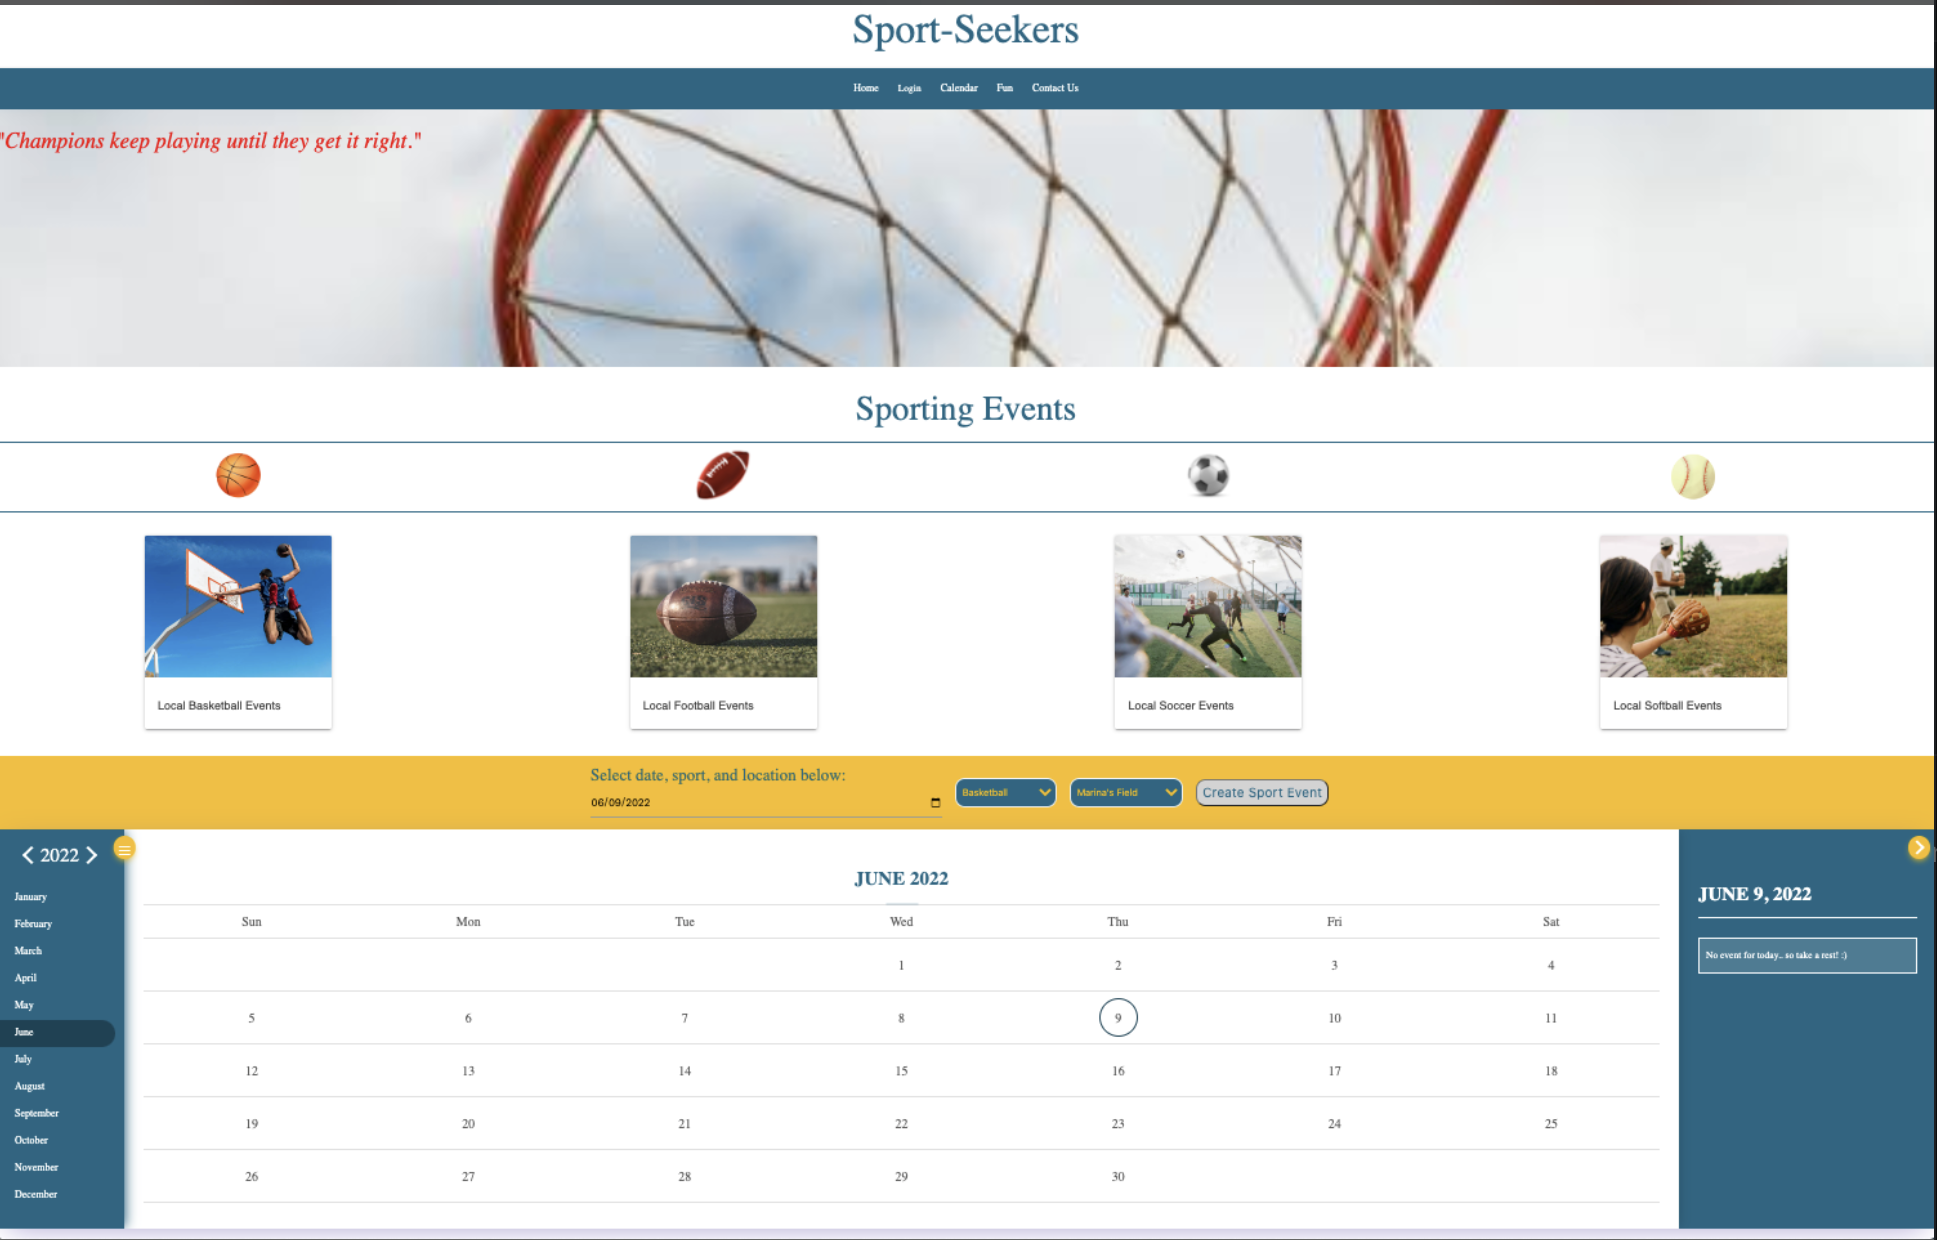 Sport-Seekers
Home Login Calendar Fun Contact Us
"Champions keep playing until they get it right."
Sporting Events
Local Basketball Events
Local Football Events
Local Soccer Events
Local Softball Events
Select date, sport, and location below:
06/09/2022
Basketball
Marina's Field
Create Sport Event
2022
January
February
March
April
May
June
July
August
September
October
November
December
JUNE 2022
Sun Mon Tue Wed Thu Fri Sat
1 2 3 4
5 6 7 8 9 10 11
12 13 14 15 16 17 18
19 20 21 22 23 24 25
26 27 28 29 30
JUNE 9, 2022
No event for today.. so take a rest! :)